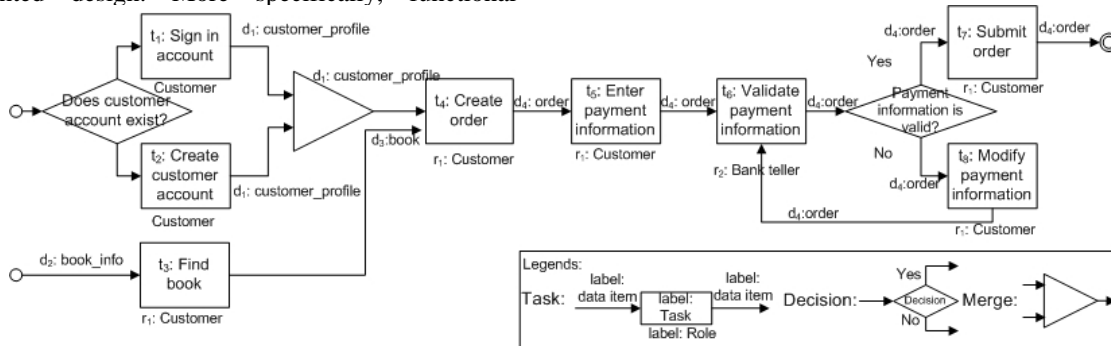 nted design. More specifically, functional
d₁: customer_profile
t₁: Sign in
account
Customer
Does customer
account exist?
t₂: Create
customer
account
Customer
d₁: customer_profile
d₁: customer_profile
d₂: book_info
t₃: Find
book
r₁: Customer
d₃:book
t₄: Create
order
r₁: Customer
d₄: order
t₅: Enter
payment
information
r₁: Customer
d₄: order
t₆: Validate
payment
information
r₂: Bank teller
d₄:order
Payment
information is
valid?
Yes
d₄:order
t₇: Submit
order
r₁: Customer
d₄:order
No
d₄:order
t₈: Modify
payment
information
r₁: Customer
d₄:order
Legends:
Task:
label:
data item
label:
Task
label: Role
label:
data item
Decision:
Yes
Decision
No
Merge: